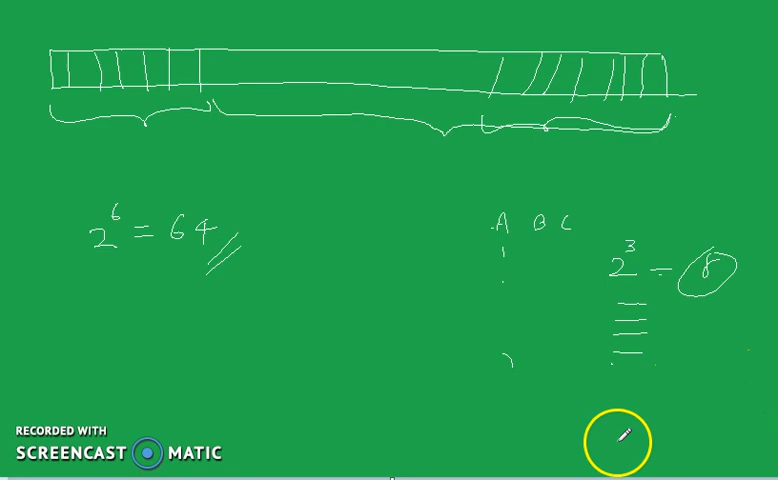 2⁶ = 64
A B C
2³ = 8
RECORDED WITH
SCREENCAST MATIC